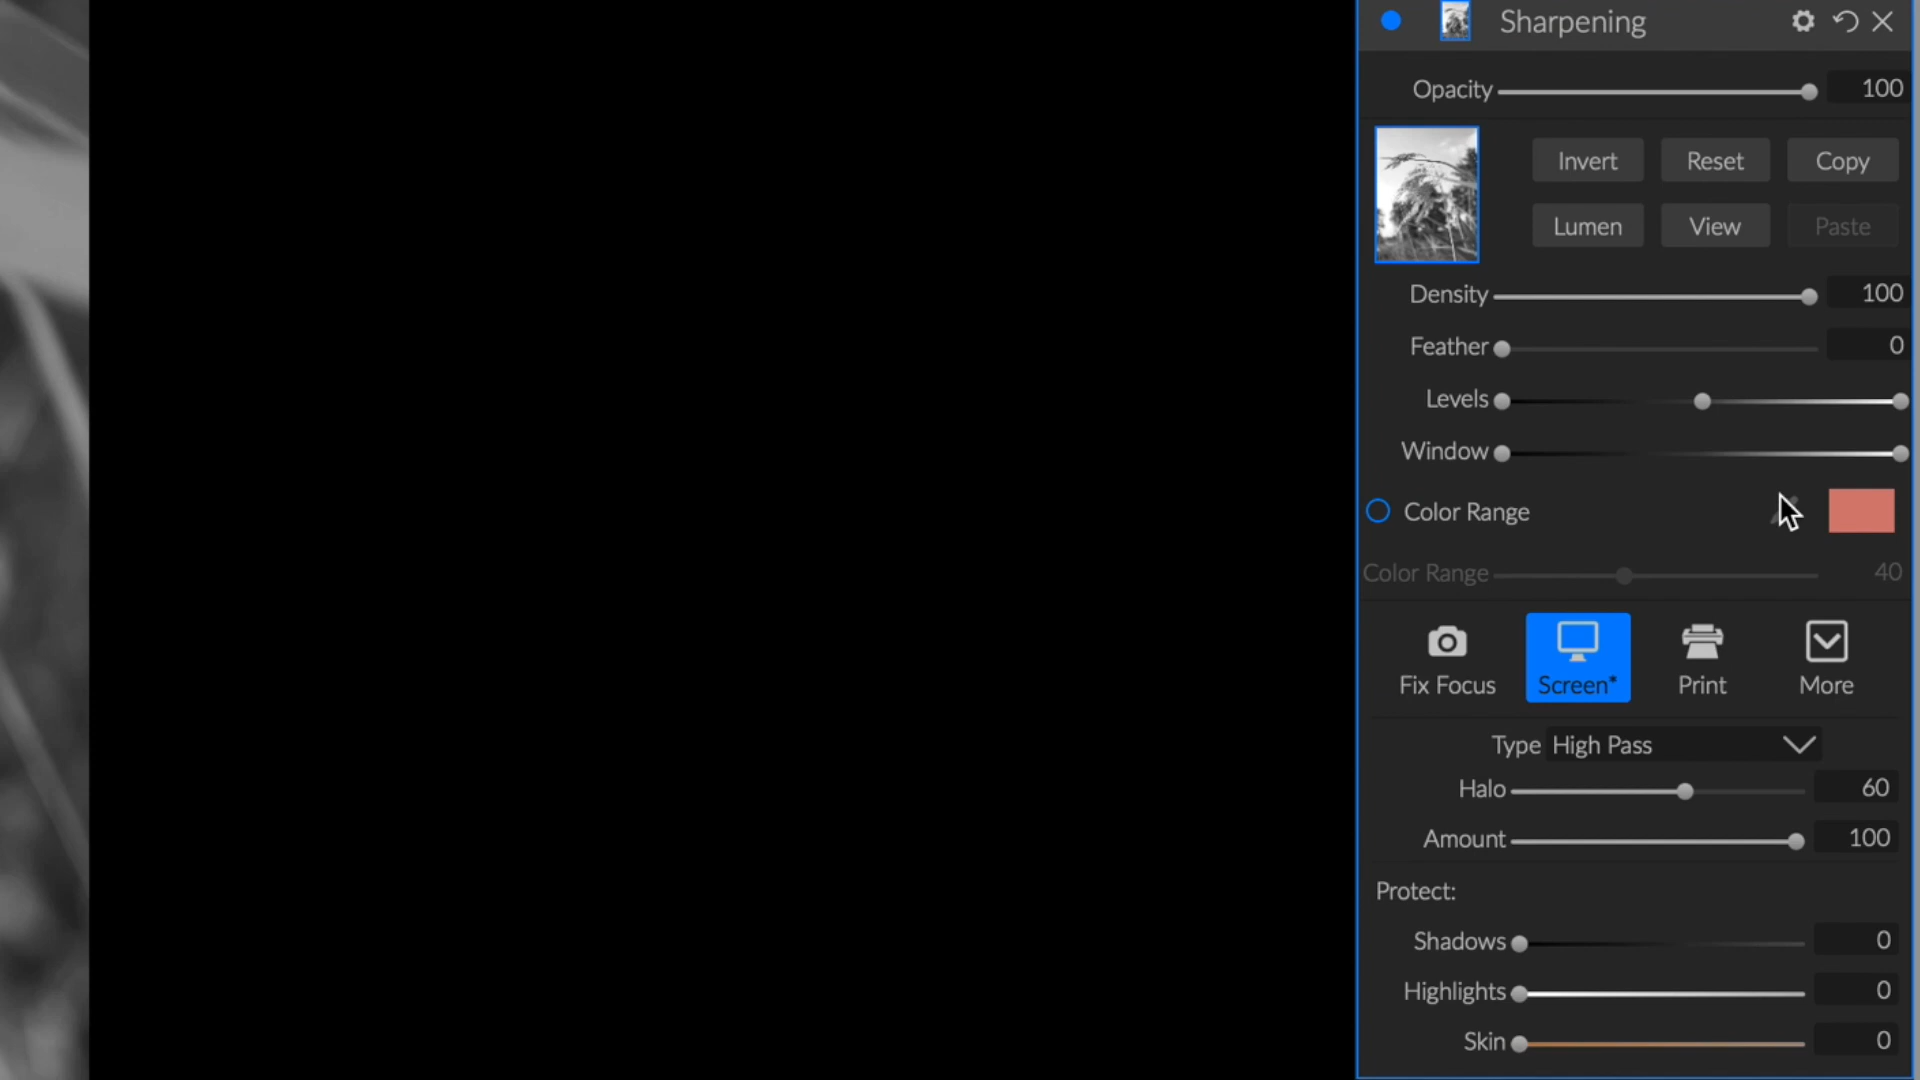 Sharpening
Opacity 100
Invert Reset Copy
Lumen View Paste
Density 100
Feather 0
Levels
Window
Color Range
Color Range 40
Fix Focus Screen* Print More
Type High Pass
Halo 60
Amount 100
Protect:
Shadows 0
Highlights 0
Skin 0